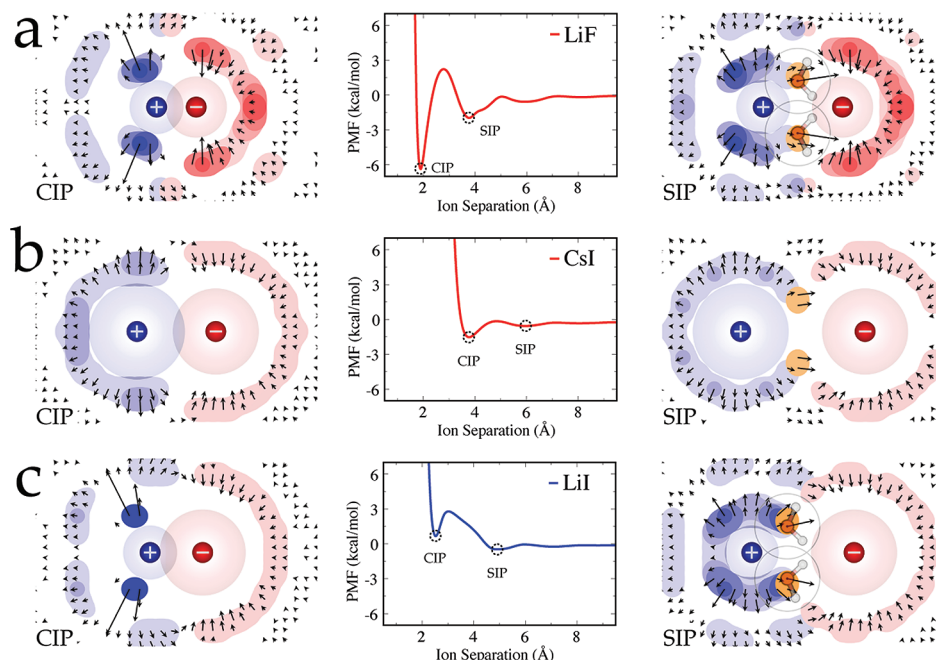 a
CIP
PMF (kcal/mol)
6
3
0
-3
-6
LiF
CIP
SIP
2 4 6 8
Ion Separation (Å)
SIP
b
CIP
PMF (kcal/mol)
6
3
0
-3
-6
CsI
CIP
SIP
2 4 6 8
Ion Separation (Å)
SIP
c
CIP
PMF (kcal/mol)
6
3
0
-3
-6
LiI
CIP
SIP
2 4 6 8
Ion Separation (Å)
SIP